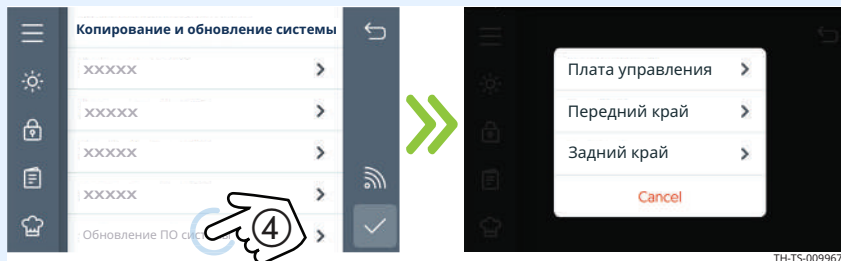 Копирование и обновление системы
xxxxx
xxxxx
xxxxx
xxxxx
Обновление ПО
4
Плата управления
Передний край
Задний край
Cancel
TH-TS-009967